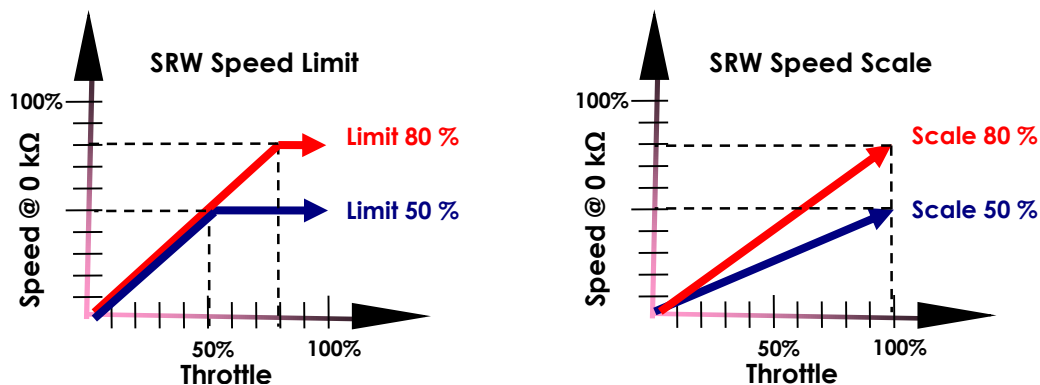 SRW Speed Limit
100%
Speed @ 0 kΩ
Limit 80 %
Limit 50 %
50%
100%
Throttle
SRW Speed Scale
100%
Speed @ 0 kΩ
Scale 80 %
Scale 50 %
50%
100%
Throttle